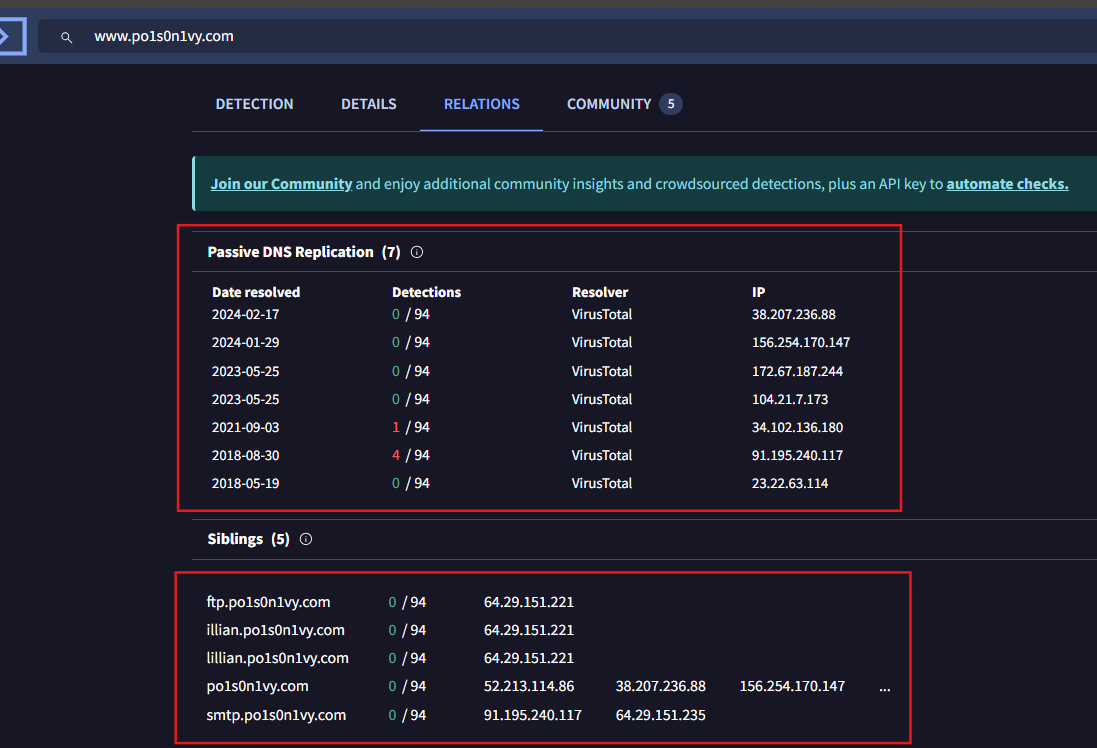 www.po1s0n1vy.com
DETECTION DETAILS RELATIONS COMMUNITY 5
Join our Community and enjoy additional community insights and crowdsourced detections, plus an API key to automate checks.
Passive DNS Replication (7)
Date resolved Detections Resolver IP
2024-02-17 0 / 94 VirusTotal 38.207.236.88
2024-01-29 0 / 94 VirusTotal 156.254.170.147
2023-05-25 0 / 94 VirusTotal 172.67.187.244
2023-05-25 0 / 94 VirusTotal 104.21.7.173
2021-09-03 1 / 94 VirusTotal 34.102.136.180
2018-08-30 4 / 94 VirusTotal 91.195.240.117
2018-05-19 0 / 94 VirusTotal 23.22.63.114
Siblings (5)
ftp.po1s0n1vy.com 0 / 94 64.29.151.221
illian.po1s0n1vy.com 0 / 94 64.29.151.221
lillian.po1s0n1vy.com 0 / 94 64.29.151.221
po1s0n1vy.com 0 / 94 52.213.114.86 38.207.236.88 156.254.170.147 ...
smtp.po1s0n1vy.com 0 / 94 91.195.240.117 64.29.151.235